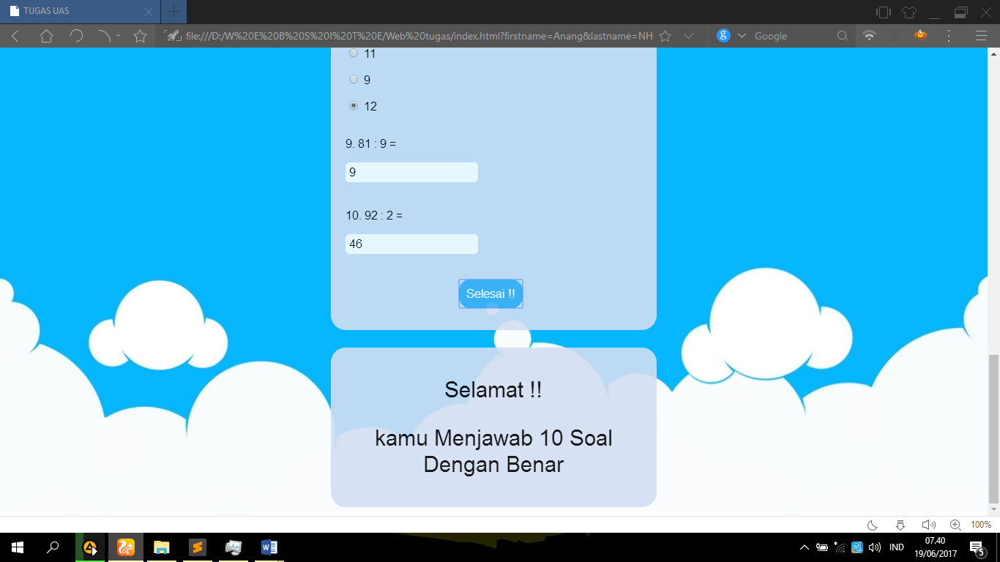 TUGAS UAS
file:///D:/W%20E%20B%20S%20I%20T%20E/Web%20tugas/index.html?firstname=Anang&lastname=NH
g
Google
11
9
12
9. 81 : 9 =
9
10. 92 : 2 =
46
Selesai !!
Selamat !!
kamu Menjawab 10 Soal
Dengan Benar
100%
IND
07.40
19/06/2017
5